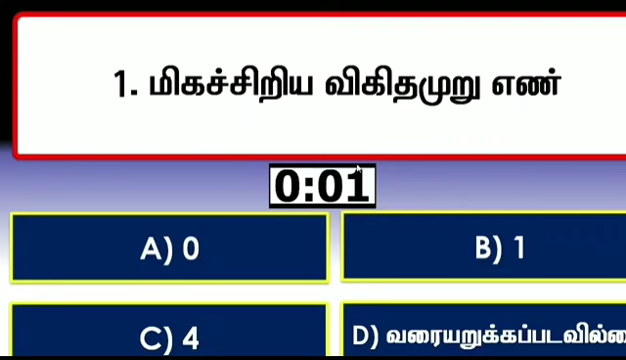 1. மிகச்சிறிய விகிதமுறு எண்
0:01
A) 0
B) 1
C) 4
D) வரையறுக்கப்படவில்லை